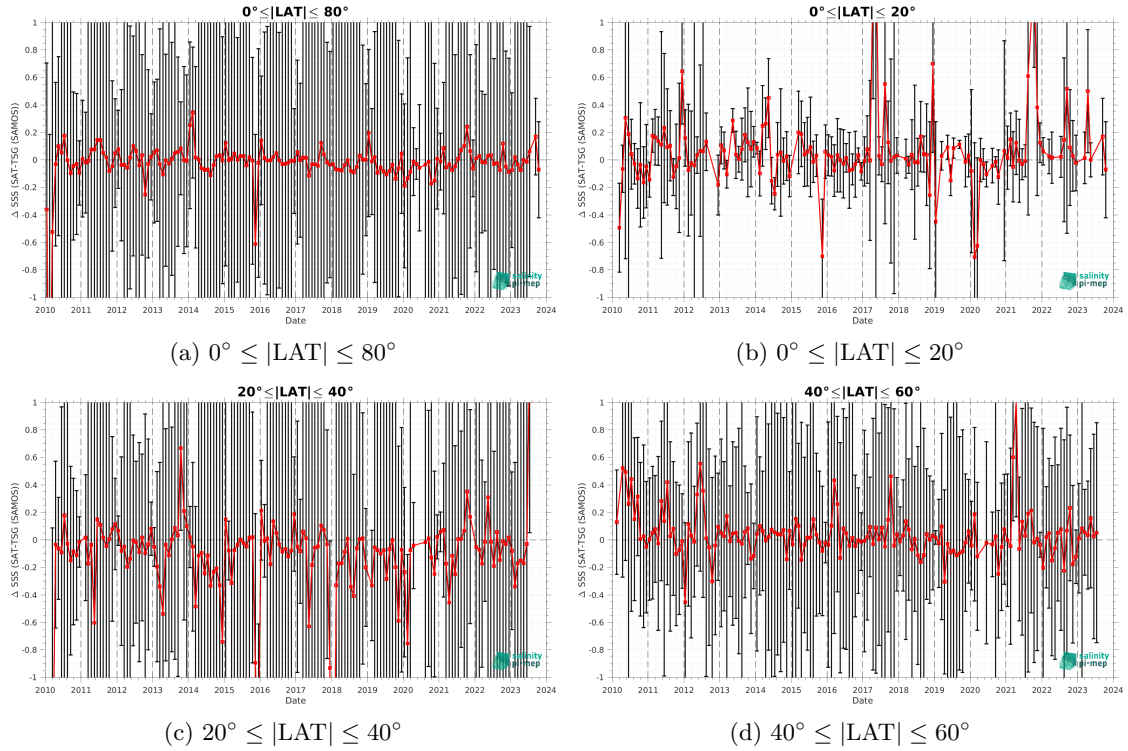 0°≤|LAT|≤ 80°
Δ SSS (SAT-TSG (SAMOS))
1
0.8
0.6
0.4
0.2
0
-0.2
-0.4
-0.6
-0.8
-1
2010 2011 2012 2013 2014 2015 2016 2017 2018 2019 2020 2021 2022 2023 2024
Date
salinity
pi-mep
(a) 0° ≤ |LAT| ≤ 80°
0°≤|LAT|≤ 20°
Δ SSS (SAT-TSG (SAMOS))
1
0.8
0.6
0.4
0.2
0
-0.2
-0.4
-0.6
-0.8
-1
2010 2011 2012 2013 2014 2015 2016 2017 2018 2019 2020 2021 2022 2023 2024
Date
salinity
pi-mep
(b) 0° ≤ |LAT| ≤ 20°
20°≤|LAT|≤ 40°
Δ SSS (SAT-TSG (SAMOS))
1
0.8
0.6
0.4
0.2
0
-0.2
-0.4
-0.6
-0.8
-1
2010 2011 2012 2013 2014 2015 2016 2017 2018 2019 2020 2021 2022 2023 2024
Date
salinity
pi-mep
(c) 20° ≤ |LAT| ≤ 40°
40°≤|LAT|≤ 60°
Δ SSS (SAT-TSG (SAMOS))
1
0.8
0.6
0.4
0.2
0
-0.2
-0.4
-0.6
-0.8
-1
2010 2011 2012 2013 2014 2015 2016 2017 2018 2019 2020 2021 2022 2023 2024
Date
salinity
pi-mep
(d) 40° ≤ |LAT| ≤ 60°